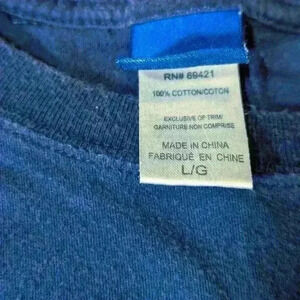 RN# 69421
100% COTTON/COTON
EXCLUSIVE OF TRIM/
GARNITURE NON COMPRISE
MADE IN CHINA
FABRIQUÉ EN CHINE
L/G